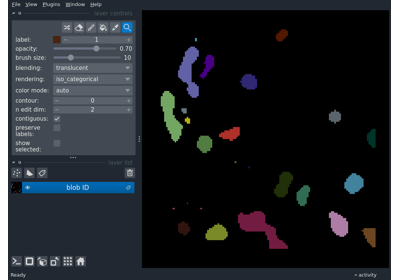 File View Plugins Window Help
layer controls
label: 1
opacity: 0.70
brush size: 10
blending: translucent
rendering: iso_categorical
color mode: auto
contour: 0
n edit dim: 2
contiguous:
preserve
labels:
show
selected:
layer list
blob ID
Ready
activity